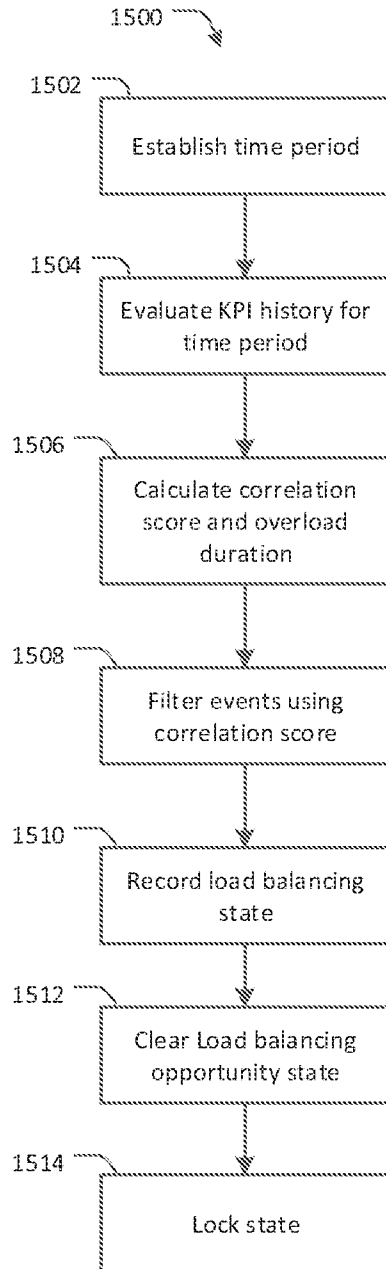 1500
1502
Establish time period
1504
Evaluate KPI history for
time period
1506
Calculate correlation
score and overload
duration
1508
Filter events using
correlation score
1510
Record load balancing
state
1512
Clear Load balancing
opportunity state
1514
Lock state